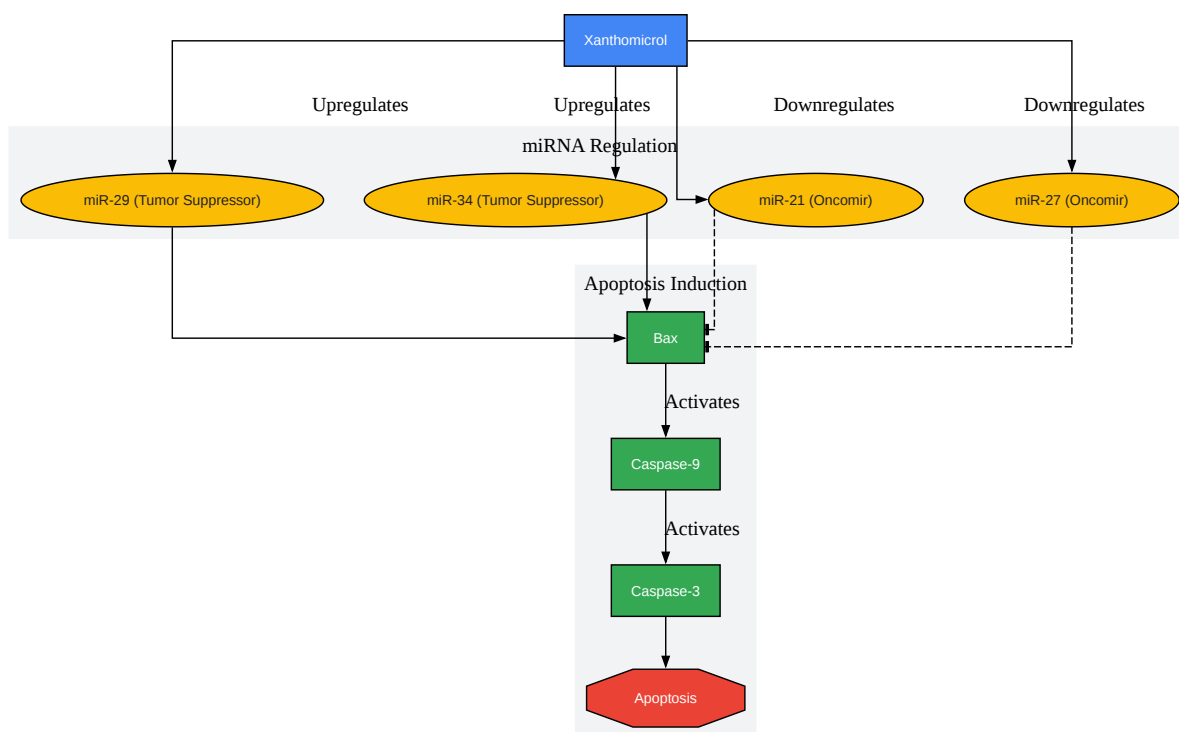 Xanthomicrol
Upregulates
Upregulates
Downregulates
Downregulates
miRNA Regulation
miR-29 (Tumor Suppressor)
miR-34 (Tumor Suppressor)
miR-21 (Oncomir)
miR-27 (Oncomir)
Apoptosis Induction
Bax
Activates
Caspase-9
Activates
Caspase-3
Apoptosis